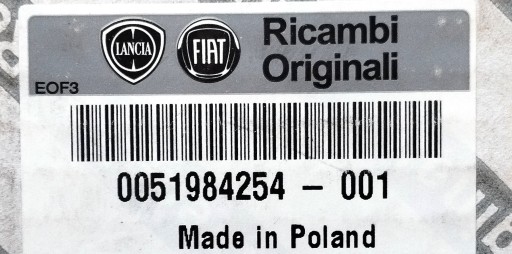 LANCIA FIAT Ricambi
Originali
EOF3
0051984254 - 001
Made in Poland